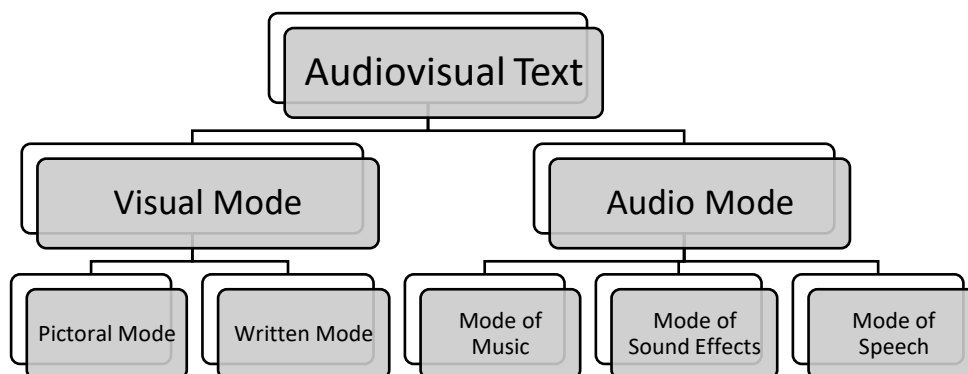 Audiovisual Text
Visual Mode
Audio Mode
Pictoral Mode
Written Mode
Mode of
Music
Mode of
Sound Effects
Mode of
Speech